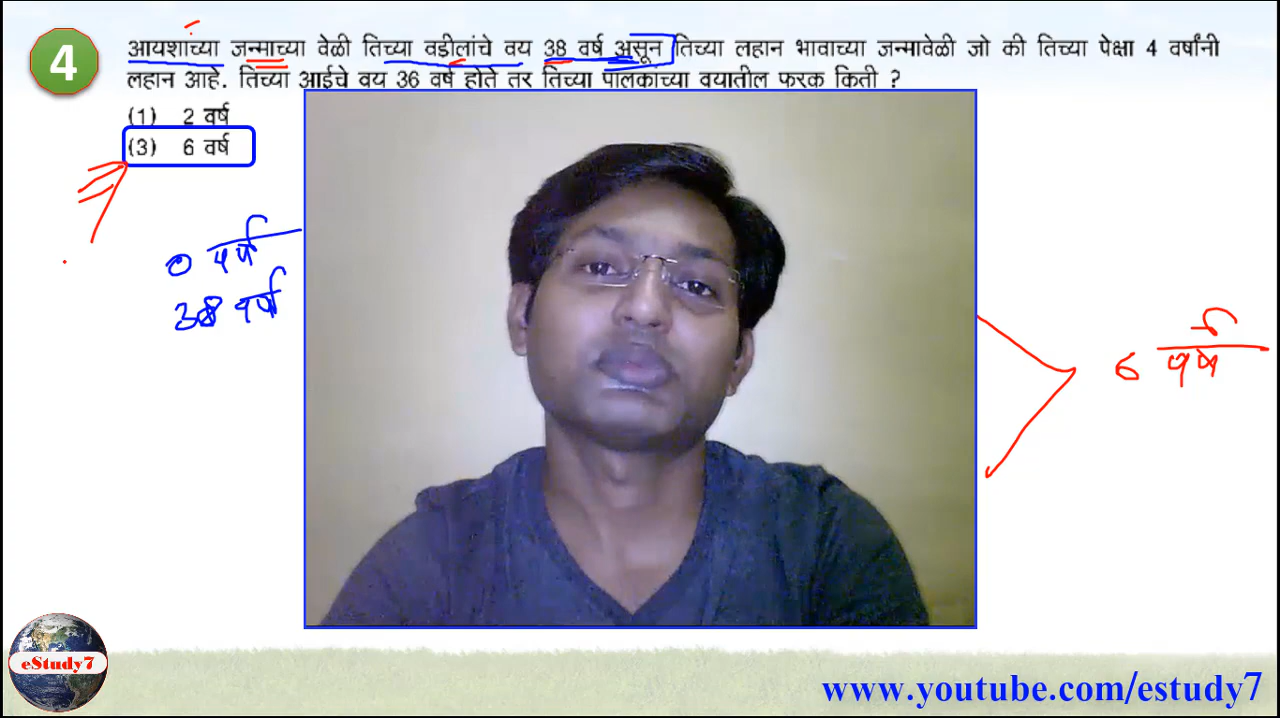 4
आयशांच्या जन्माच्या वेळी तिच्या वडीलांचे वय 38 वर्ष असून तिच्या लहान भावाच्या जन्मावेळी जो की तिच्या पेक्षा 4 वर्षांनी
लहान आहे. तिच्या आईचे वय 36 वर्ष होते तर तिच्या पालकाच्या वयातील फरक किती ?
(1) 2 वर्ष
(3) 6 वर्ष
0 वर्ष
38 वर्ष
6 वर्ष
eStudy7
www.youtube.com/estudy7